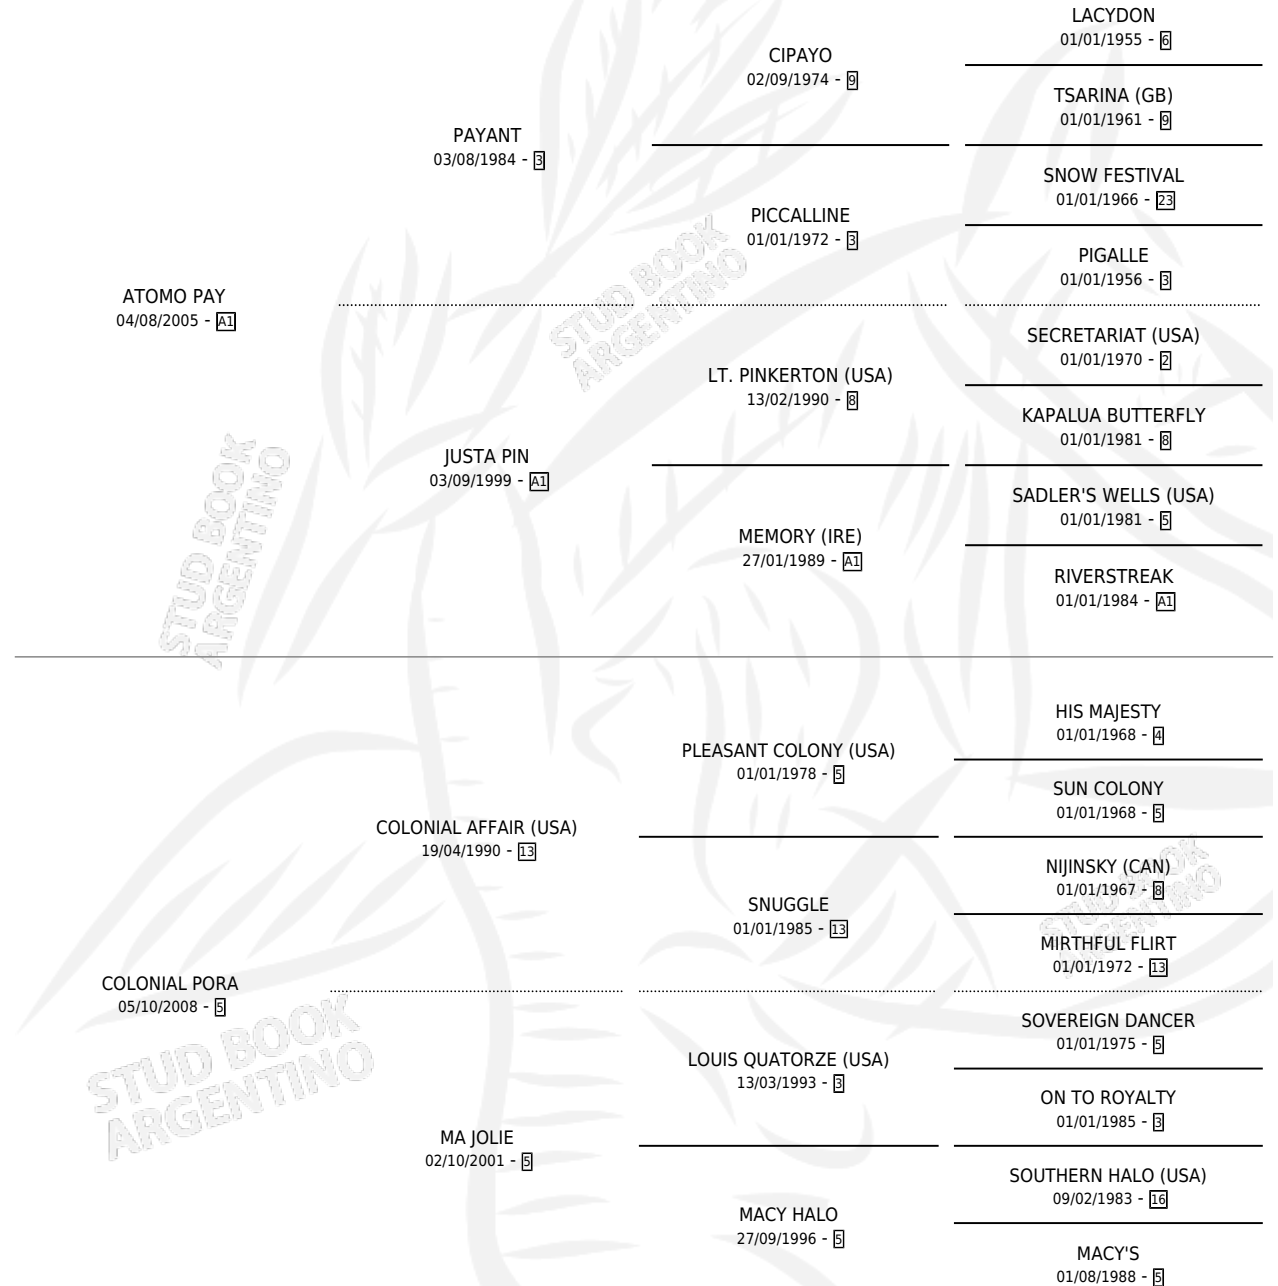 LACYDON
01/01/1955 - 6
CIPAYO
02/09/1974 - 9
TSARINA (GB)
01/01/1961 - 9
PAYANT
03/08/1984 - 3
SNOW FESTIVAL
01/01/1966 - 23
PICCALLINE
01/01/1972 - 3
PIGALLE
01/01/1956 - 3
ATOMO PAY
04/08/2005 - A1
SECRETARIAT (USA)
01/01/1970 - 2
LT. PINKERTON (USA)
13/02/1990 - 8
KAPALUA BUTTERFLY
01/01/1981 - 8
JUSTA PIN
03/09/1999 - A1
SADLER'S WELLS (USA)
01/01/1981 - 5
MEMORY (IRE)
27/01/1989 - A1
RIVERSTREAK
01/01/1984 - A1
HIS MAJESTY
01/01/1968 - 4
PLEASANT COLONY (USA)
01/01/1978 - 5
SUN COLONY
01/01/1968 - 5
COLONIAL AFFAIR (USA)
19/04/1990 - 13
NIJINSKY (CAN)
01/01/1967 - 8
SNUGGLE
01/01/1985 - 13
MIRTHFUL FLIRT
01/01/1972 - 13
COLONIAL PORA
05/10/2008 - 5
SOVEREIGN DANCER
01/01/1975 - 5
LOUIS QUATORZE (USA)
13/03/1993 - 3
ON TO ROYALTY
01/01/1985 - 3
MA JOLIE
02/10/2001 - 5
SOUTHERN HALO (USA)
09/02/1983 - 16
MACY HALO
27/09/1996 - 5
MACY'S
01/08/1988 - 5
STUD BOOK
ARGENTINO
STUD BOOK
ARGENTINO
STUD BOOK
ARGENTINO
STUD BOOK
ARGENTINO